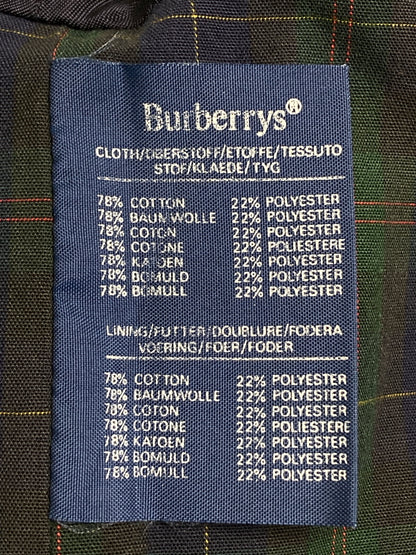 Burberrys®
CLOTH/OBERSTOFF/ETOFFE/TESSUTO
STOF/KLAEDE/TYG
78% COTTON 22% POLYESTER
78% BAUMWOLLE 22% POLYESTER
78% COTON 22% POLYESTER
78% COTONE 22% POLIESTERE
78% KATOEN 22% POLYESTER
78% BOMULD 22% POLYESTER
78% BOMULL 22% POLYESTER
LINING/FUTTER/DOUBLURE/FODERA
VOERING/FOER/FODER
78% COTTON 22% POLYESTER
78% BAUMWOLLE 22% POLYESTER
78% COTON 22% POLYESTER
78% COTONE 22% POLIESTERE
78% KATOEN 22% POLYESTER
78% BOMULD 22% POLYESTER
78% BOMULL 22% POLYESTER